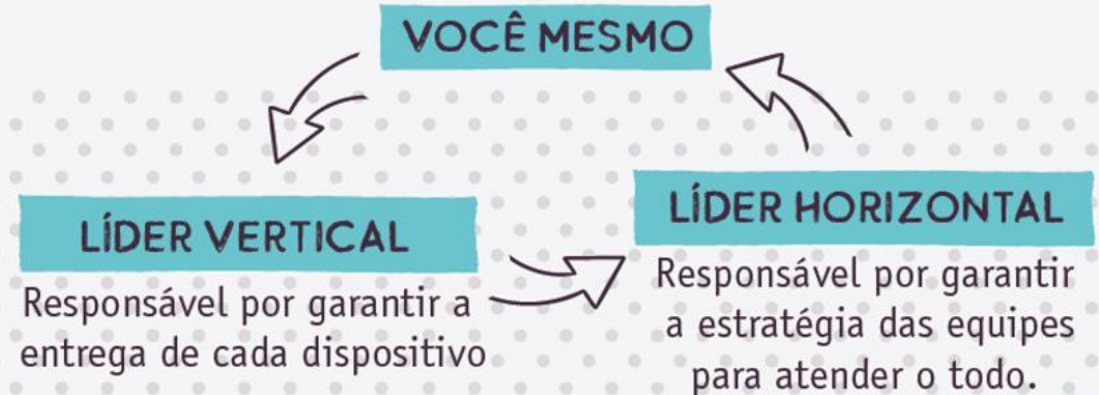 VOCÊ MESMO
LÍDER VERTICAL
Responsável por garantir a
entrega de cada dispositivo
LÍDER HORIZONTAL
Responsável por garantir
a estratégia das equipes
para atender o todo.